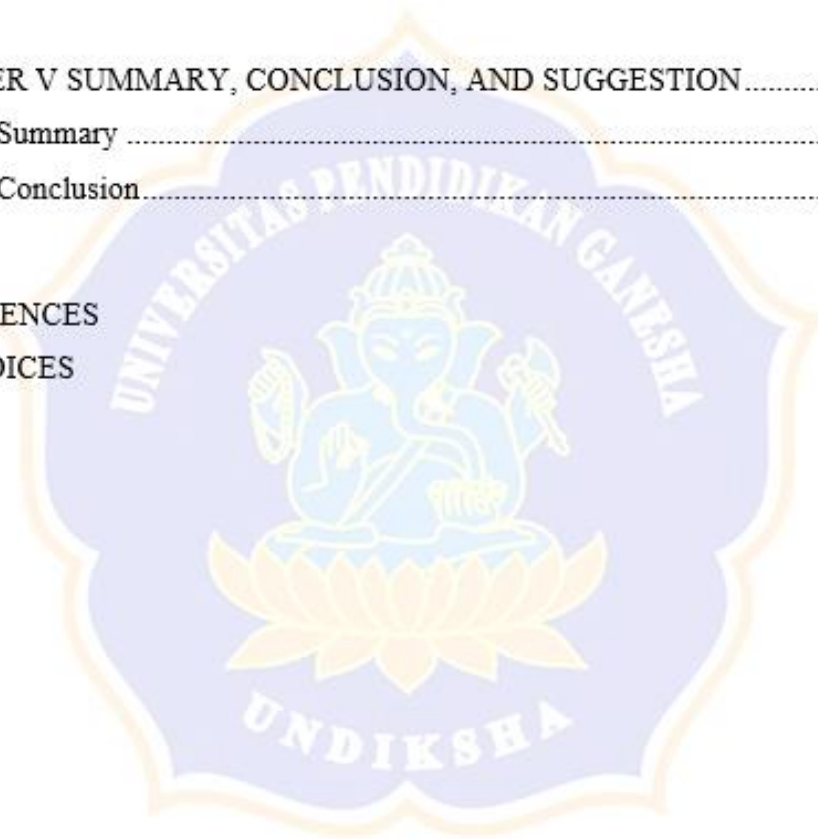 ER V SUMMARY, CONCLUSION, AND SUGGESTION..........
Summary ..........................................................................................
Conclusion........................................................................................
ENCES
DICES
UNIVERSITAS PENDIDIKAN GANESHA
UNDIKSHA